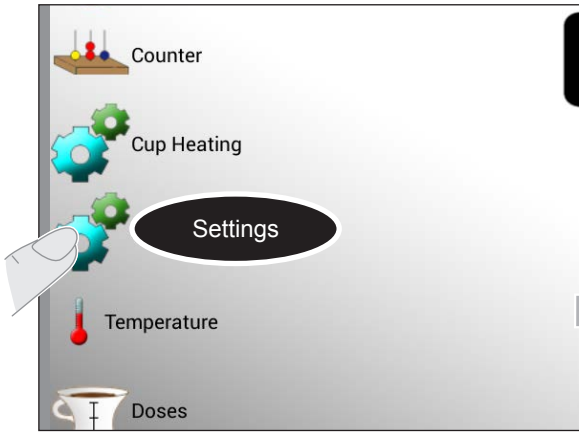 Counter
Cup Heating
Settings
Temperature
Doses